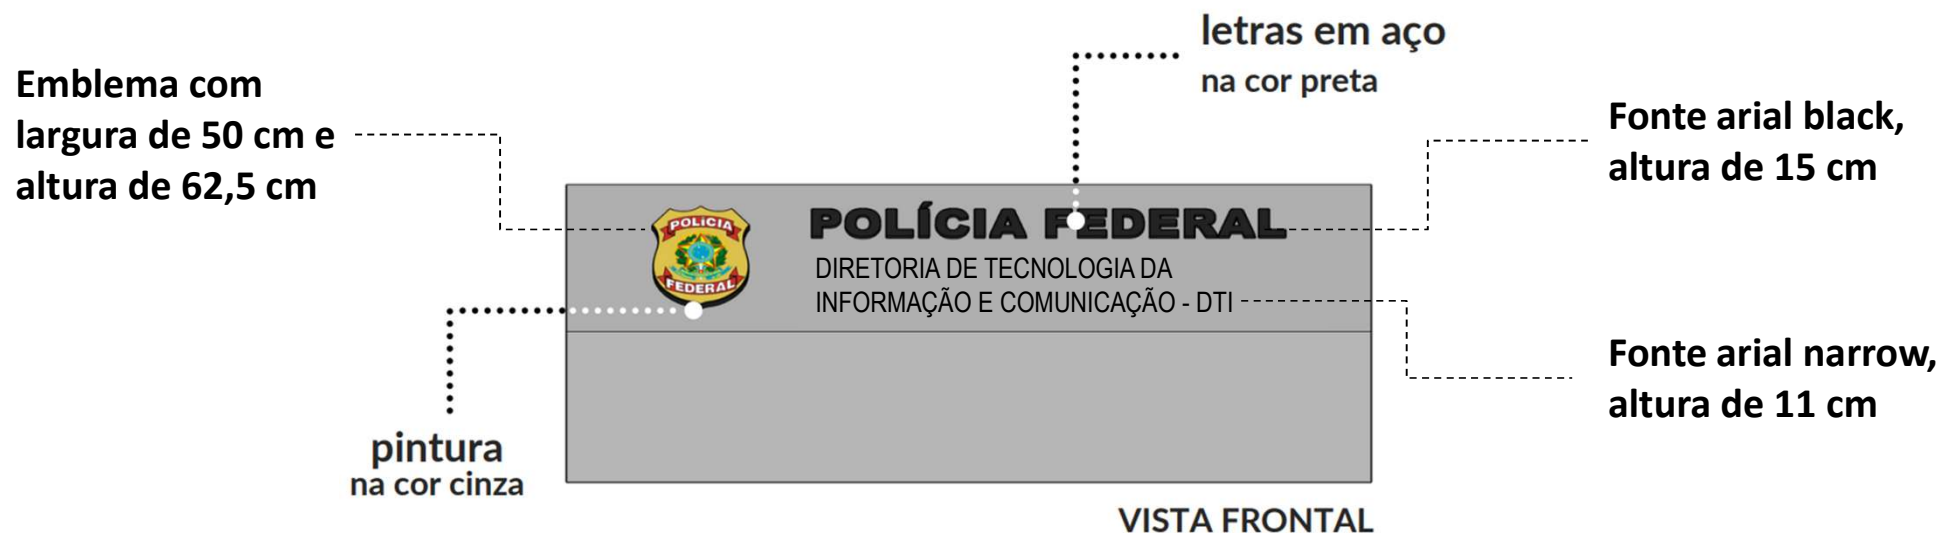 letras em aço
na cor preta
Emblema com
largura de 50 cm e
altura de 62,5 cm
Fonte arial black,
altura de 15 cm
POLÍCIA
FEDERAL
POLÍCIA FEDERAL
DIRETORIA DE TECNOLOGIA DA
INFORMAÇÃO E COMUNICAÇÃO - DTI
Fonte arial narrow,
altura de 11 cm
pintura
na cor cinza
VISTA FRONTAL